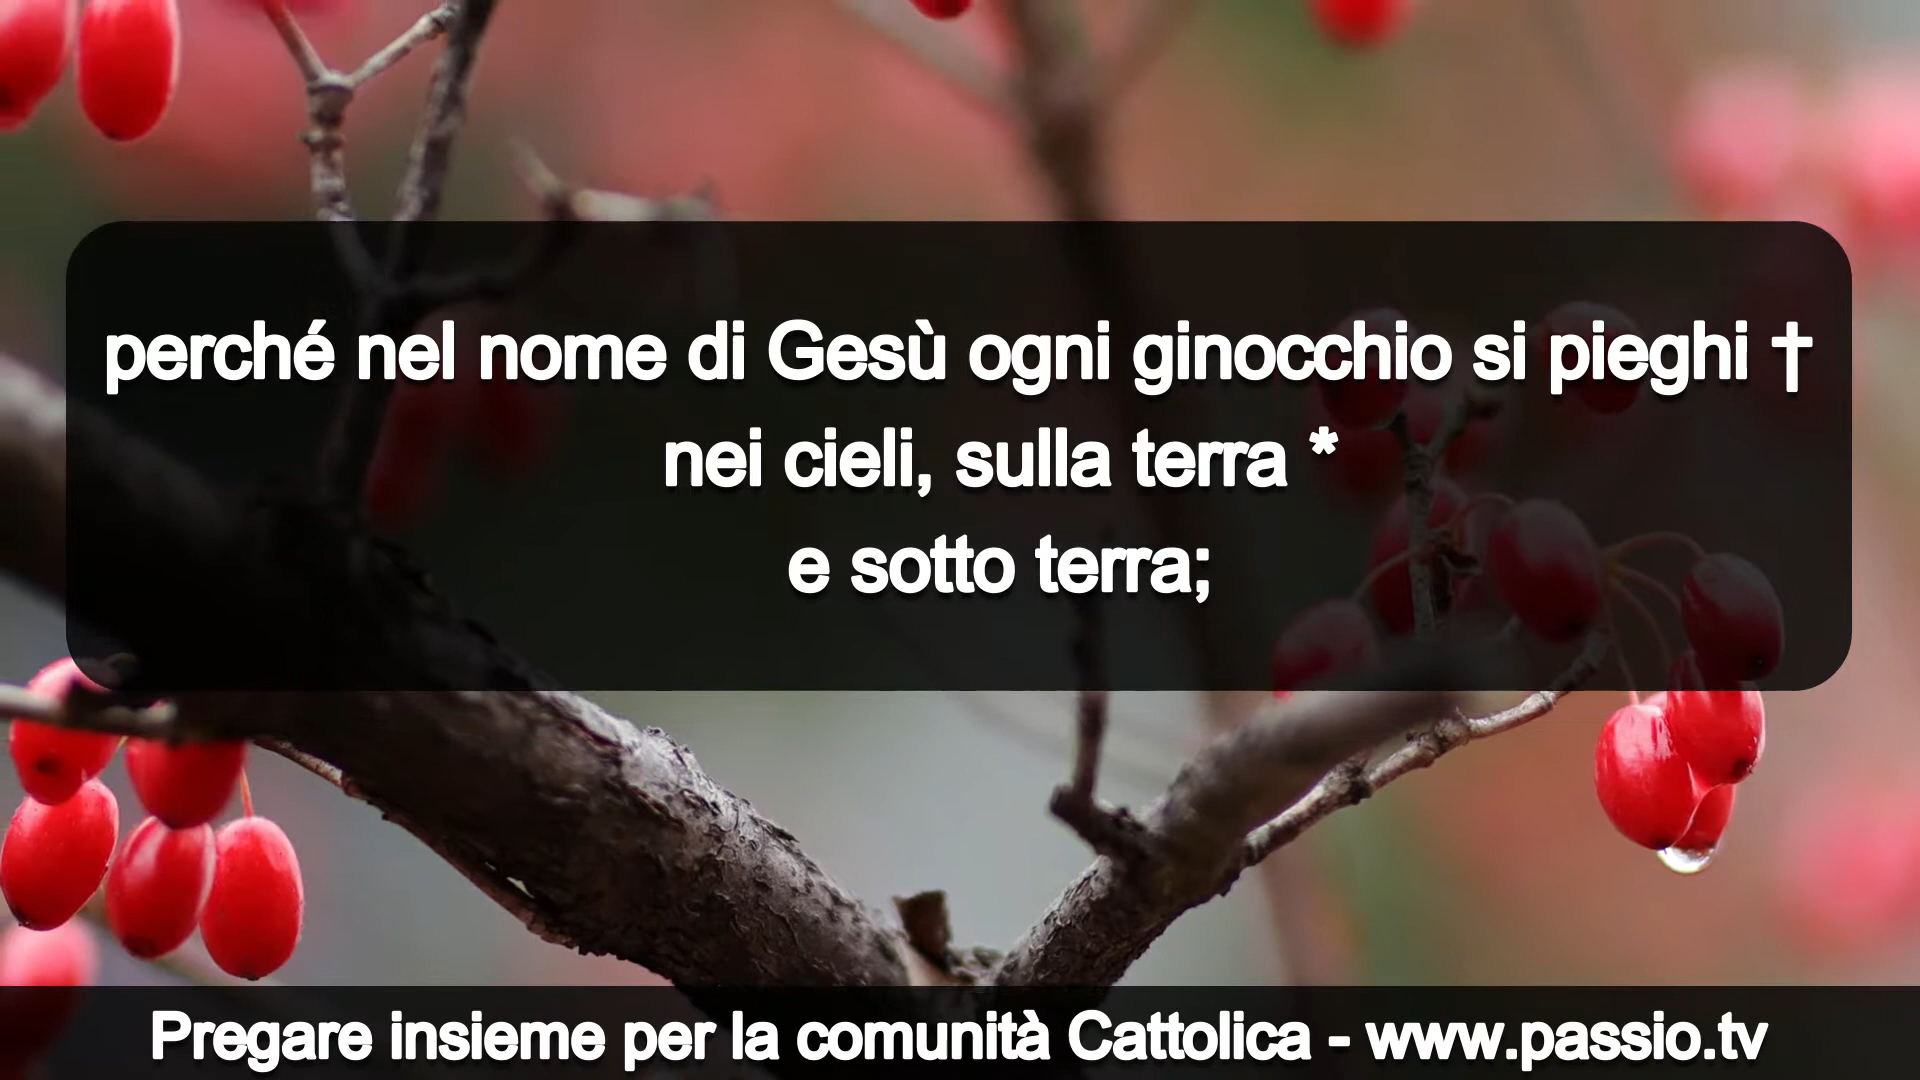 perché nel nome di Gesù ogni ginocchio si pieghi †
nei cieli, sulla terra *
e sotto terra;
Pregare insieme per la comunità Cattolica - www.passio.tv